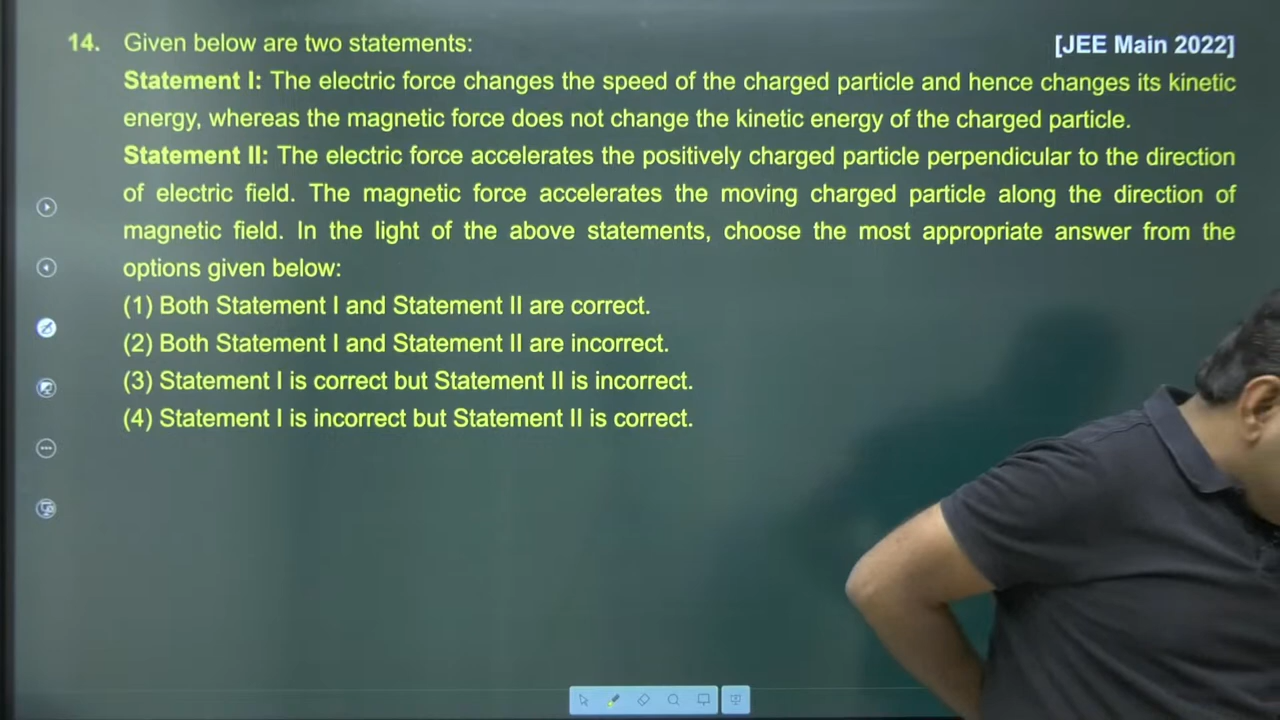 14. Given below are two statements: [JEE Main 2022]
Statement I: The electric force changes the speed of the charged particle and hence changes its kinetic
energy, whereas the magnetic force does not change the kinetic energy of the charged particle.
Statement II: The electric force accelerates the positively charged particle perpendicular to the direction
of electric field. The magnetic force accelerates the moving charged particle along the direction of
magnetic field. In the light of the above statements, choose the most appropriate answer from the
options given below:
(1) Both Statement I and Statement II are correct.
(2) Both Statement I and Statement II are incorrect.
(3) Statement I is correct but Statement II is incorrect.
(4) Statement I is incorrect but Statement II is correct.